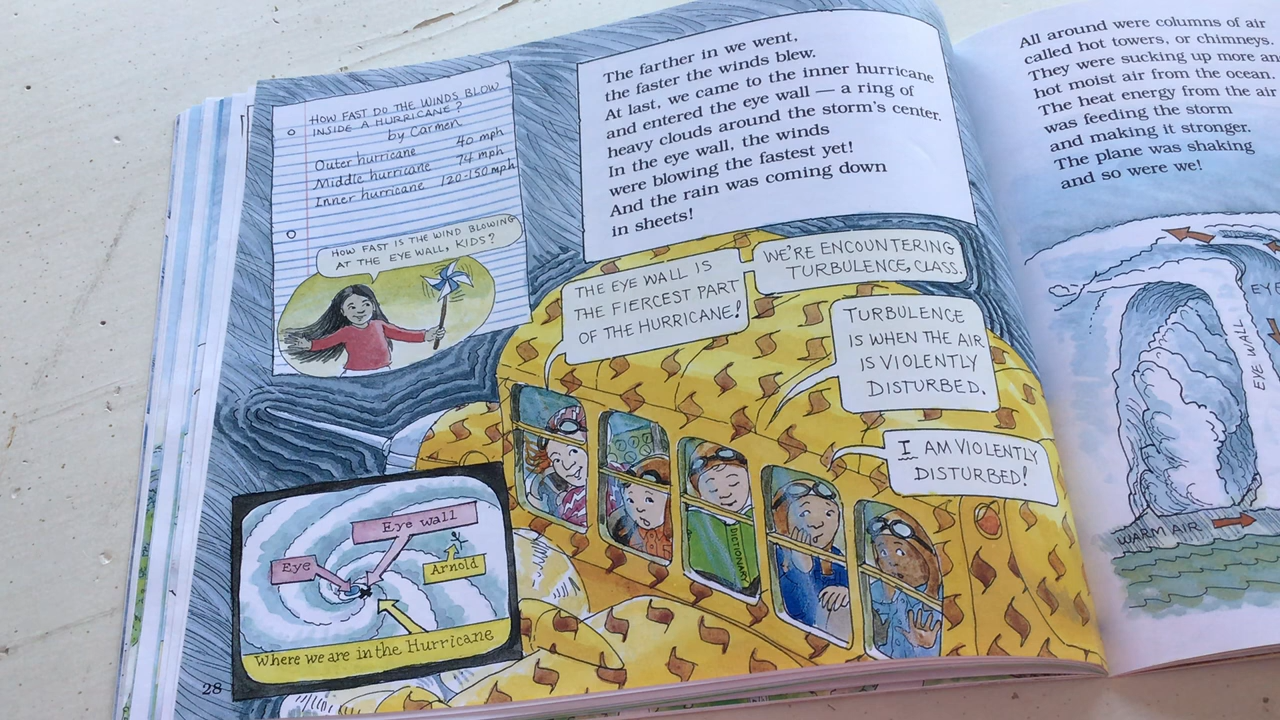 HOW FAST DO THE WINDS BLOW
INSIDE A HURRICANE?
by Carmen
Outer hurricane 40 mph
Middle hurricane 74 mph
Inner hurricane 120-150 mph
HOW FAST IS THE WIND BLOWING
AT THE EYE WALL, KIDS?
The farther in we went,
the faster the winds blew.
At last, we came to the inner hurricane
and entered the eye wall — a ring of
heavy clouds around the storm's center.
In the eye wall, the winds
were blowing the fastest yet!
And the rain was coming down
in sheets!
THE EYE WALL IS
THE FIERCEST PART
OF THE HURRICANE!
WE'RE ENCOUNTERING
TURBULENCE, CLASS.
TURBULENCE
IS WHEN THE AIR
IS VIOLENTLY
DISTURBED.
I AM VIOLENTLY
DISTURBED!
DICTIONARY
Eye wall
Eye
Arnold
Where we are in the Hurricane
28
All around were columns of air
called hot towers, or chimneys.
They were sucking up more an
hot moist air from the ocean.
The heat energy from the air
was feeding the storm
and making it stronger.
The plane was shaking
and so were we!
EYE
EYE WALL
WARM AIR